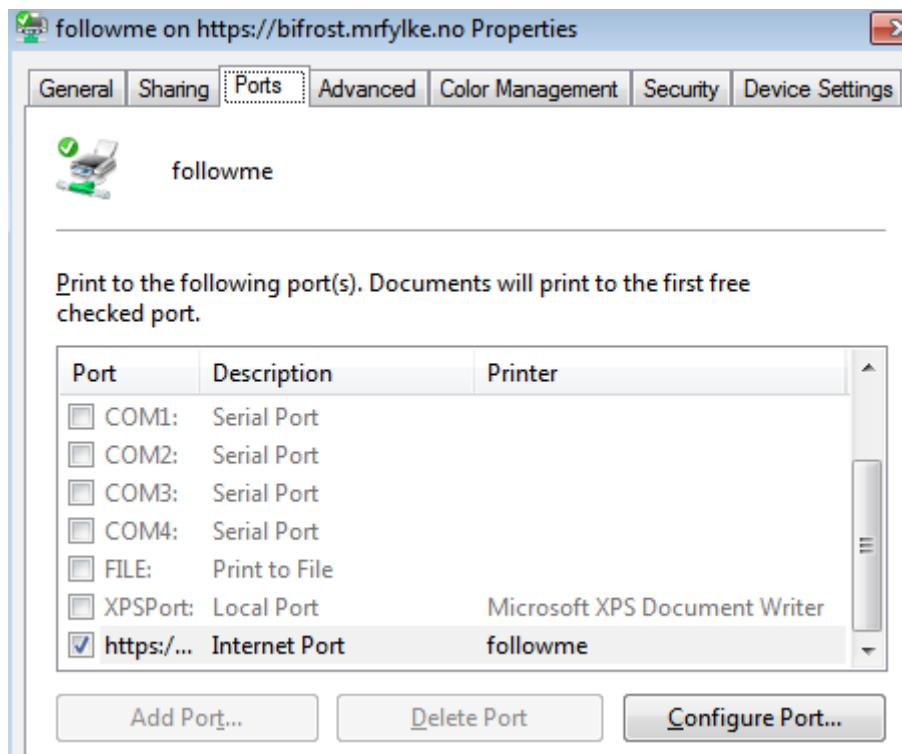 followme on https://bifrost.mrfylke.no Properties
General Sharing Ports Advanced Color Management Security Device Settings
followme
Print to the following port(s). Documents will print to the first free
checked port.
Port Description Printer
COM1: Serial Port
COM2: Serial Port
COM3: Serial Port
COM4: Serial Port
FILE: Print to File
XPSPort: Local Port Microsoft XPS Document Writer
https:/... Internet Port followme
Add Port... Delete Port Configure Port...